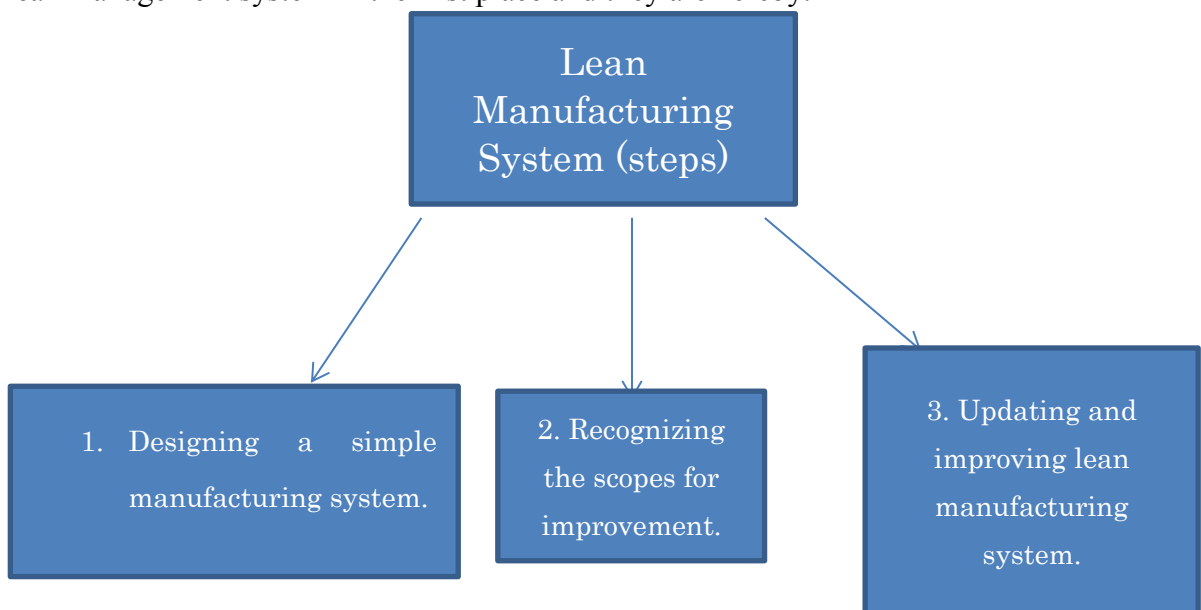 Lean
Manufacturing
System (steps)
1. Designing a simple
manufacturing system.
2. Recognizing
the scopes for
improvement.
3. Updating and
improving lean
manufacturing
system.